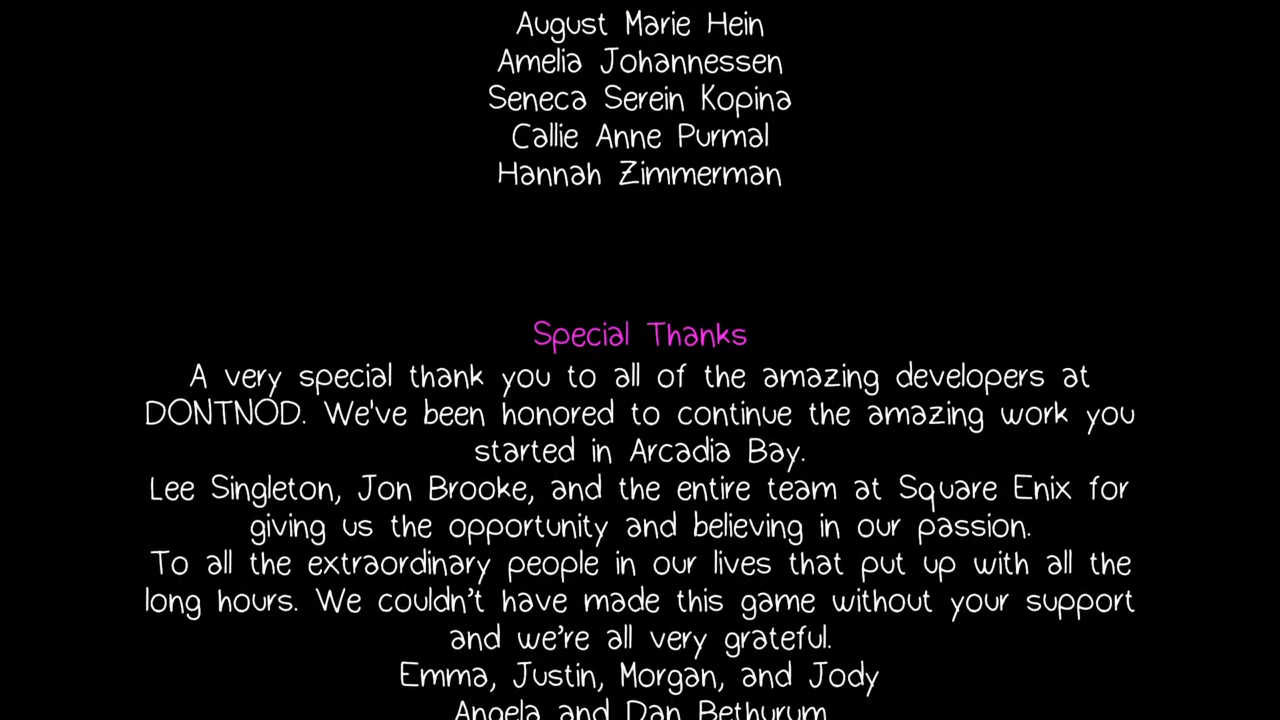 August Marie Hein
Amelia Johannessen
Seneca Serein Kopina
Callie Anne Purmal
Hannah Zimmerman
Special Thanks
A very special thank you to all of the amazing developers at
DONTNOD. We've been honored to continue the amazing work you
started in Arcadia Bay.
Lee Singleton, Jon Brooke, and the entire team at Square Enix for
giving us the opportunity and believing in our passion.
To all the extraordinary people in our lives that put up with all the
long hours. We couldn’t have made this game without your support
and we’re all very grateful.
Emma, Justin, Morgan, and Jody
Angela and Dan Bethurum